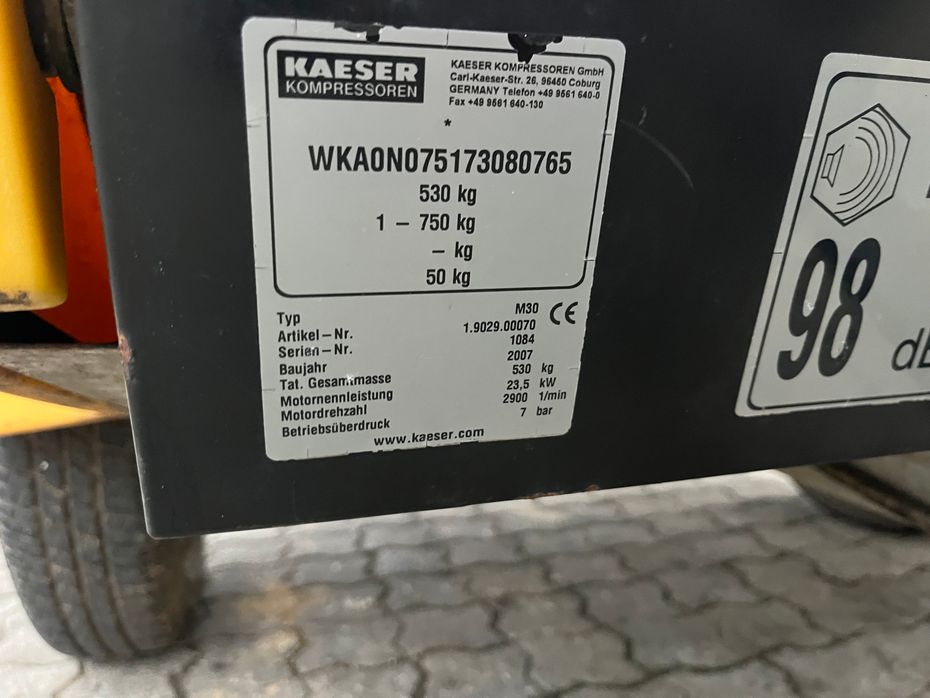 KAESER
KOMPRESSOREN
KAESER KOMPRESSOREN GmbH
Carl-Kaeser-Str. 26, 96450 Coburg
GERMANY Telefon +49 9561 640-0
Fax +49 9561 640-130
*
WKA0N075173080765
530 kg
1 – 750 kg
– kg
50 kg
Typ M30 CE
Artikel–Nr. 1.9029.00070
Serien–Nr. 1084
Baujahr 2007
Tat. Gesammasse 530 kg
Motornennleistung 23,5 kW
Motordrehzahl 2900 1/min
Betriebsüberdruck 7 bar
www.kaeser.com
98